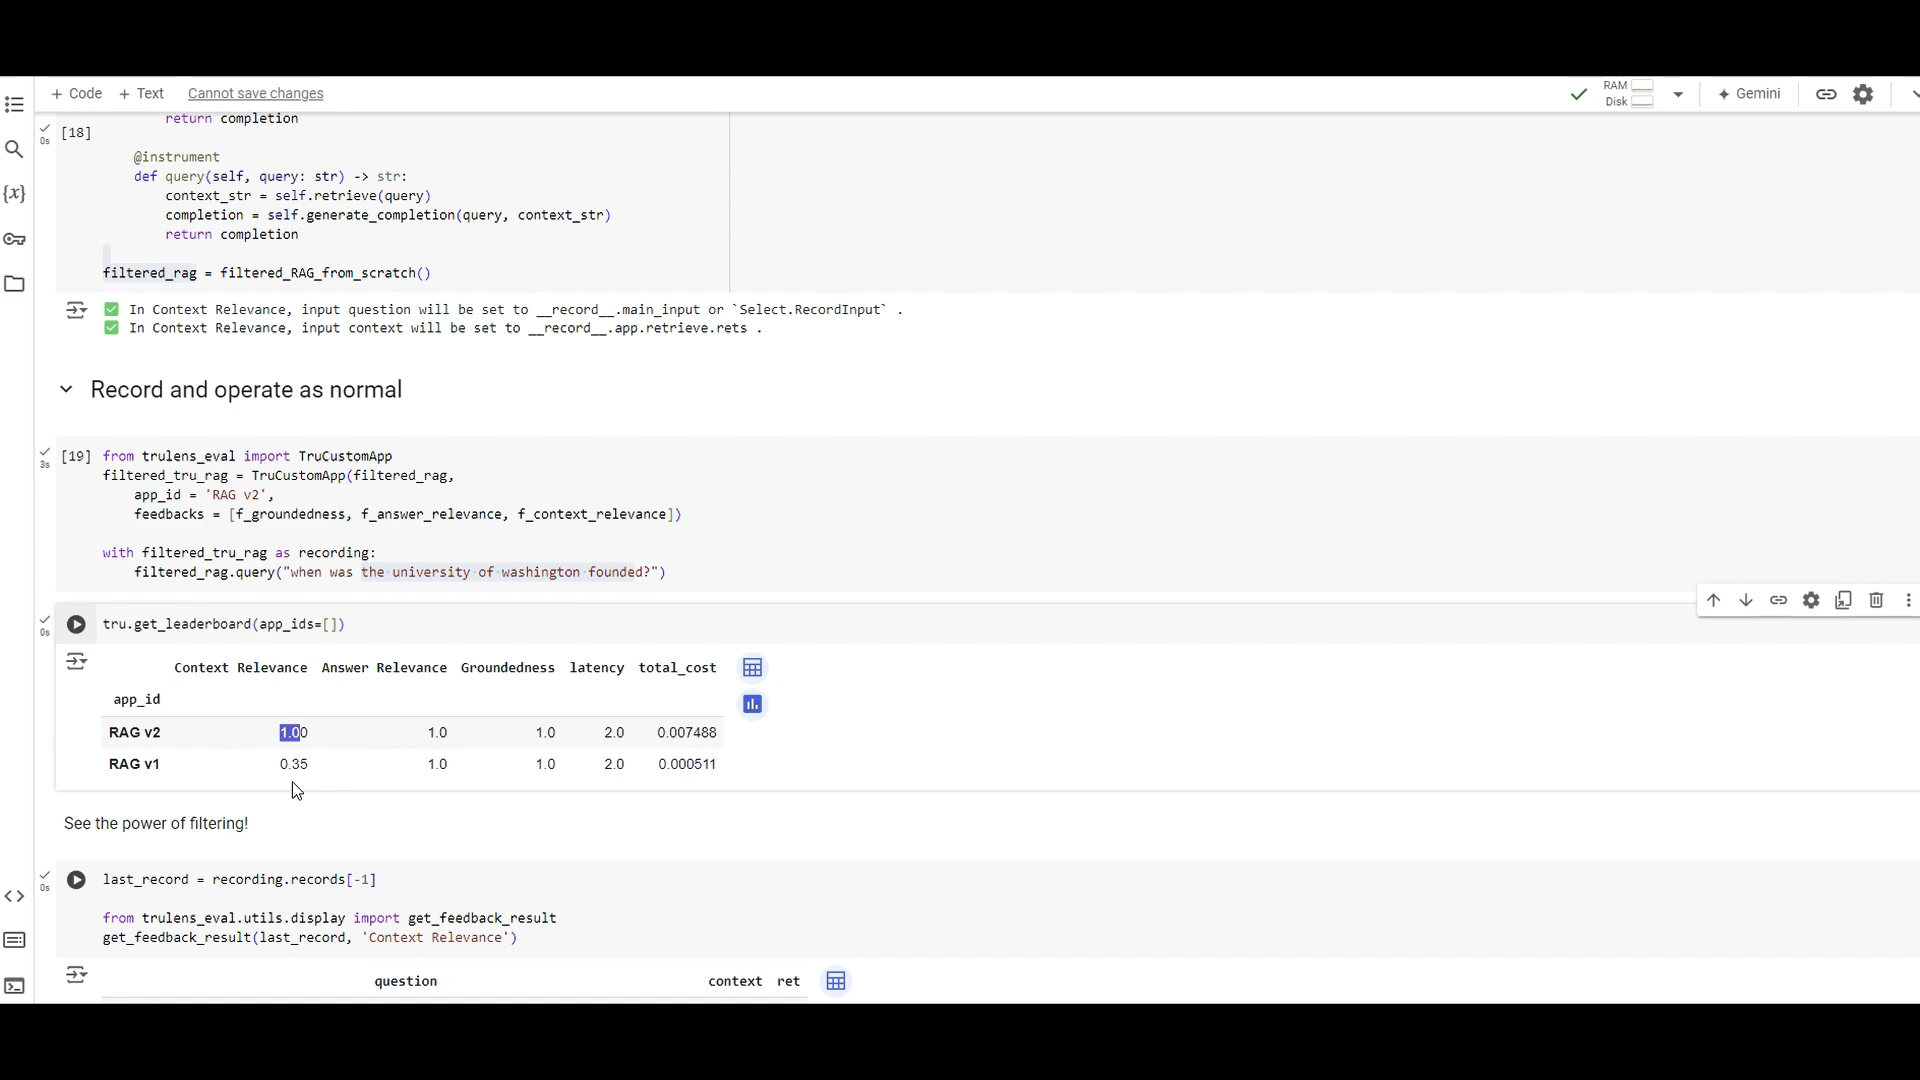 + Code + Text Cannot save changes
RAM
Disk
Gemini
return completion
[18]
0s
@instrument
def query(self, query: str) -> str:
context_str = self.retrieve(query)
completion = self.generate_completion(query, context_str)
return completion
filtered_rag = filtered_RAG_from_scratch()
In Context Relevance, input question will be set to __record__.main_input or `Select.RecordInput` .
In Context Relevance, input context will be set to __record__.app.retrieve.rets .
Record and operate as normal
[19] from trulens_eval import TruCustomApp
3s
filtered_tru_rag = TruCustomApp(filtered_rag,
app_id = 'RAG v2',
feedbacks = [f_groundedness, f_answer_relevance, f_context_relevance])
with filtered_tru_rag as recording:
filtered_rag.query("when was the university of washington founded?")
tru.get_leaderboard(app_ids=[])
0s
Context Relevance Answer Relevance Groundedness latency total_cost
app_id
RAG v2 1.00 1.0 1.0 2.0 0.007488
RAG v1 0.35 1.0 1.0 2.0 0.000511
See the power of filtering!
last_record = recording.records[-1]
0s
from trulens_eval.utils.display import get_feedback_result
get_feedback_result(last_record, 'Context Relevance')
question context ret